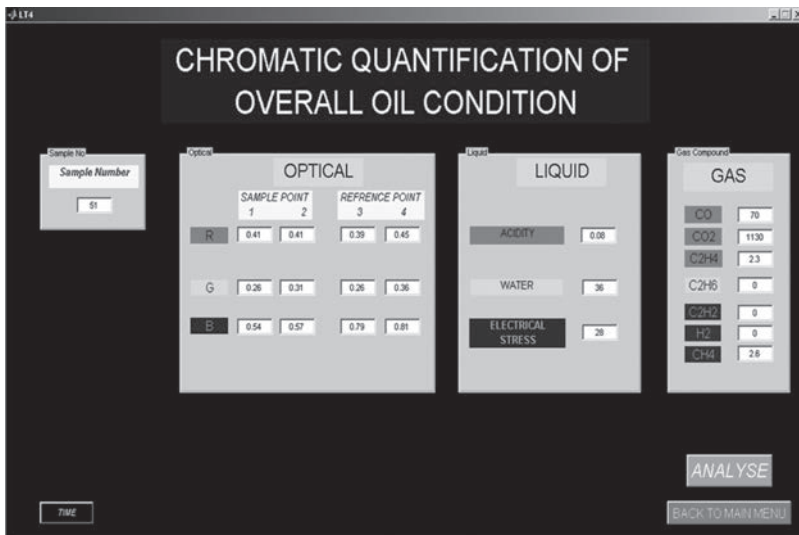 LT4
CHROMATIC QUANTIFICATION OF
OVERALL OIL CONDITION
Sample No
Sample Number
51
Optical
OPTICAL
SAMPLE POINT REFRENCE POINT
1 2 3 4
R 0.41 0.41 0.39 0.45
G 0.26 0.31 0.26 0.36
B 0.54 0.57 0.79 0.81
Liquid
LIQUID
ACIDITY 0.08
WATER 36
ELECTRICAL
STRESS 28
Gas Compound
GAS
CO 70
CO2 1130
C2H4 2.3
C2H6 0
C2H2 0
H2 0
CH4 2.6
ANALYSE
TIME
BACK TO MAIN MENU